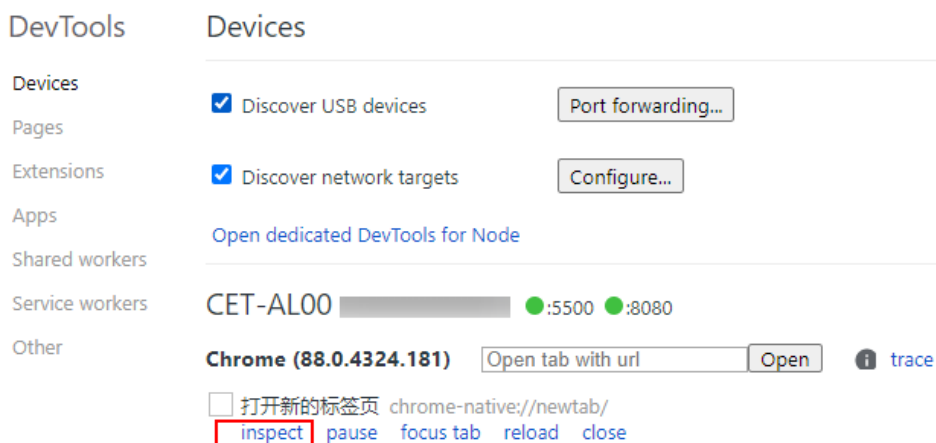 DevTools
Devices
Pages
Extensions
Apps
Shared workers
Service workers
Other
Devices
Discover USB devices
Port forwarding...
Discover network targets
Configure...
Open dedicated DevTools for Node
CET-AL00 :5500 :8080
Chrome (88.0.4324.181) Open tab with url Open trace
打开新的标签页 chrome-native://newtab/
inspect pause focus tab reload close